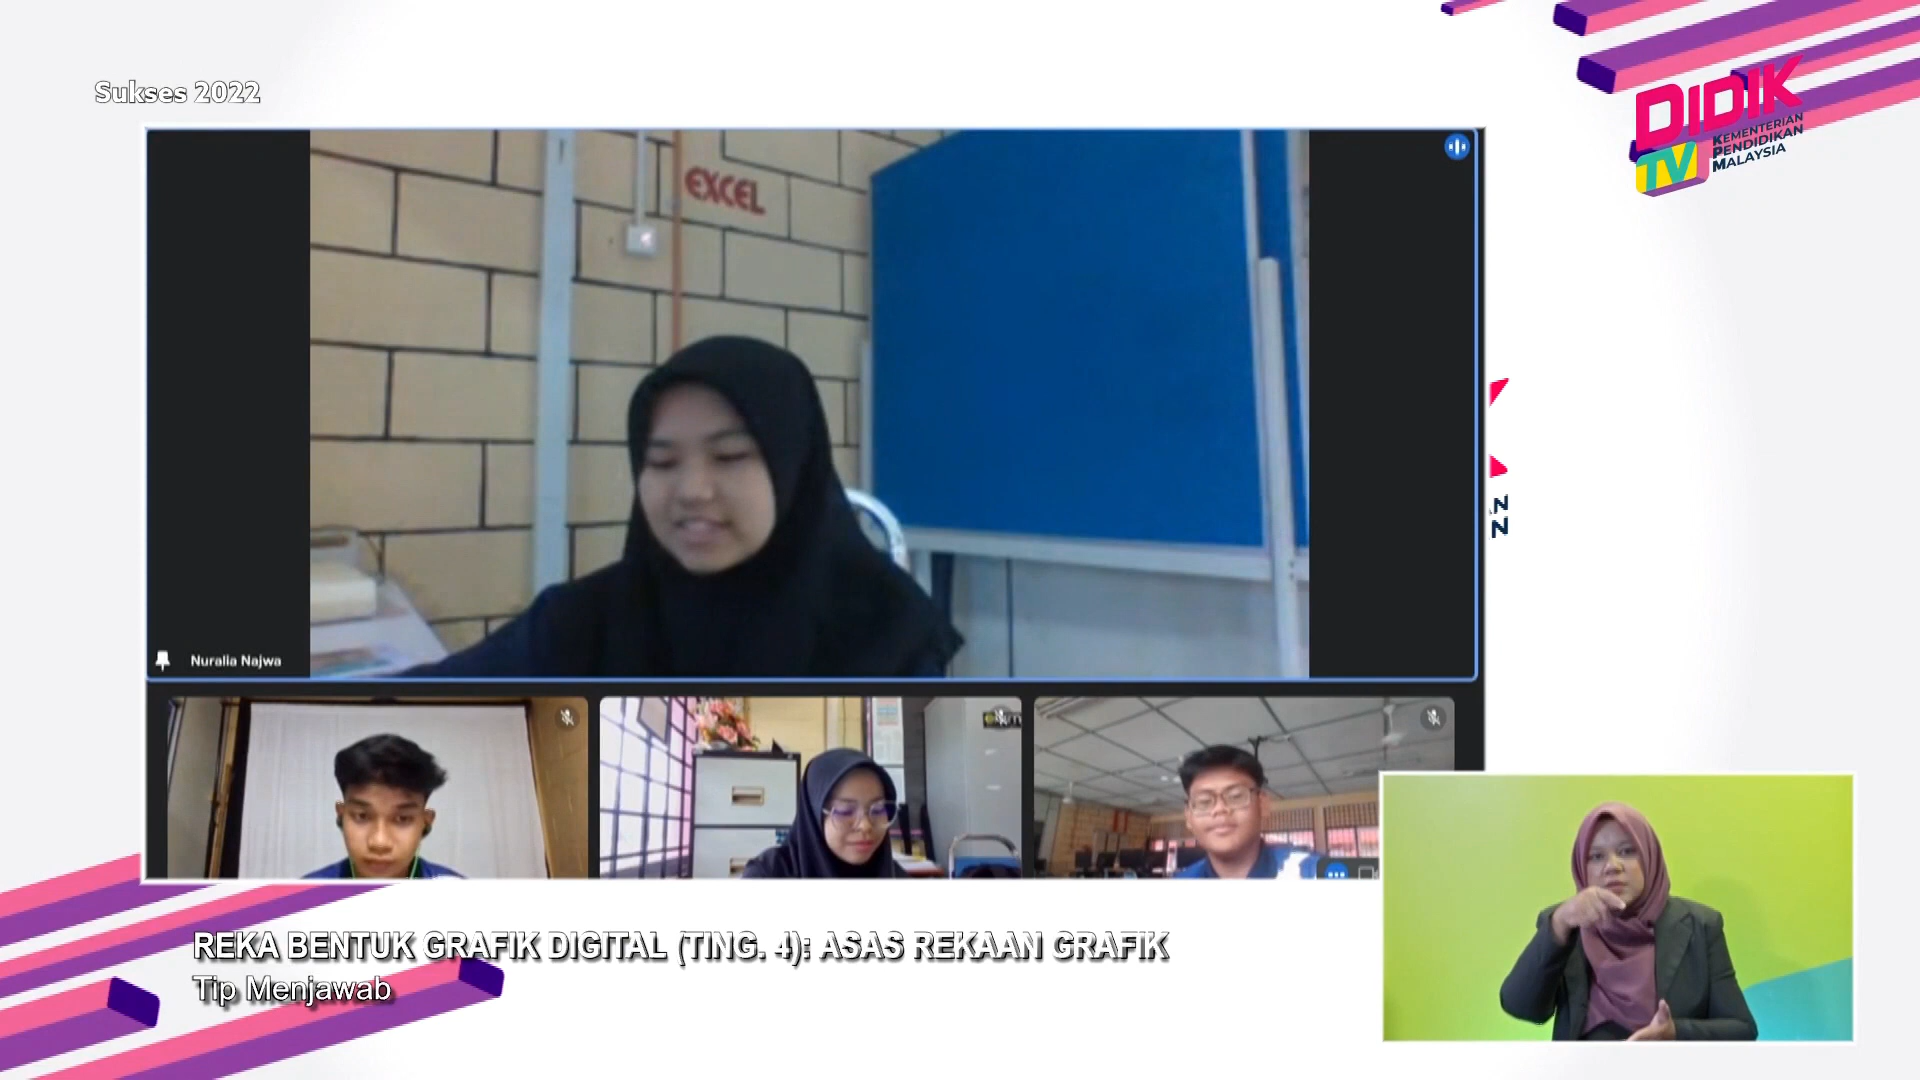 Sukses 2022
DIDIK
TV
KEMENTERIAN
PENDIDIKAN
MALAYSIA
EXCEL
N
N
Nuralia Najwa
REKA BENTUK GRAFIK DIGITAL (TING. 4): ASAS REKAAN GRAFIK
Tip Menjawab